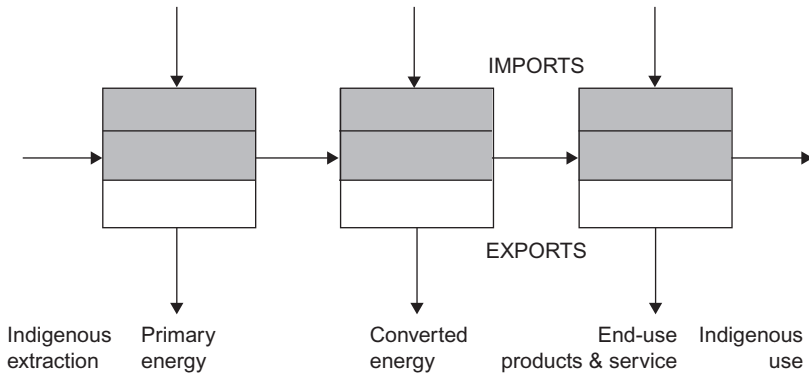 IMPORTS
EXPORTS
Indigenous
extraction
Primary
energy
Converted
energy
End-use
products & service
Indigenous
use